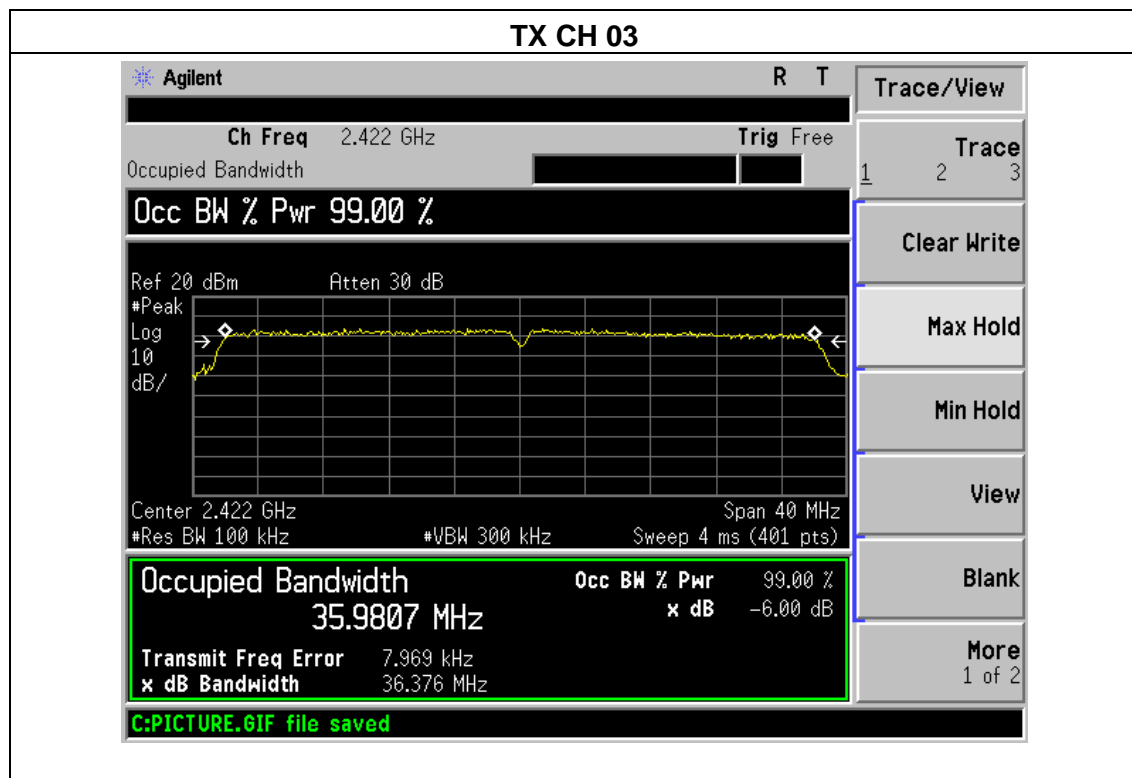 TX CH 03
Agilent R T
Trace/View
Ch Freq 2.422 GHz Trig Free
Occupied Bandwidth
Trace
1 2 3
Occ BW % Pwr 99.00 %
Clear Write
Ref 20 dBm Atten 30 dB
#Peak
Log
10
dB/
Max Hold
Min Hold
View
Center 2.422 GHz Span 40 MHz
#Res BW 100 kHz #VBW 300 kHz Sweep 4 ms (401 pts)
Occupied Bandwidth Occ BW % Pwr 99.00 %
35.9807 MHz x dB -6.00 dB
Blank
Transmit Freq Error 7.969 kHz
x dB Bandwidth 36.376 MHz
More
1 of 2
C:PICTURE.GIF file saved